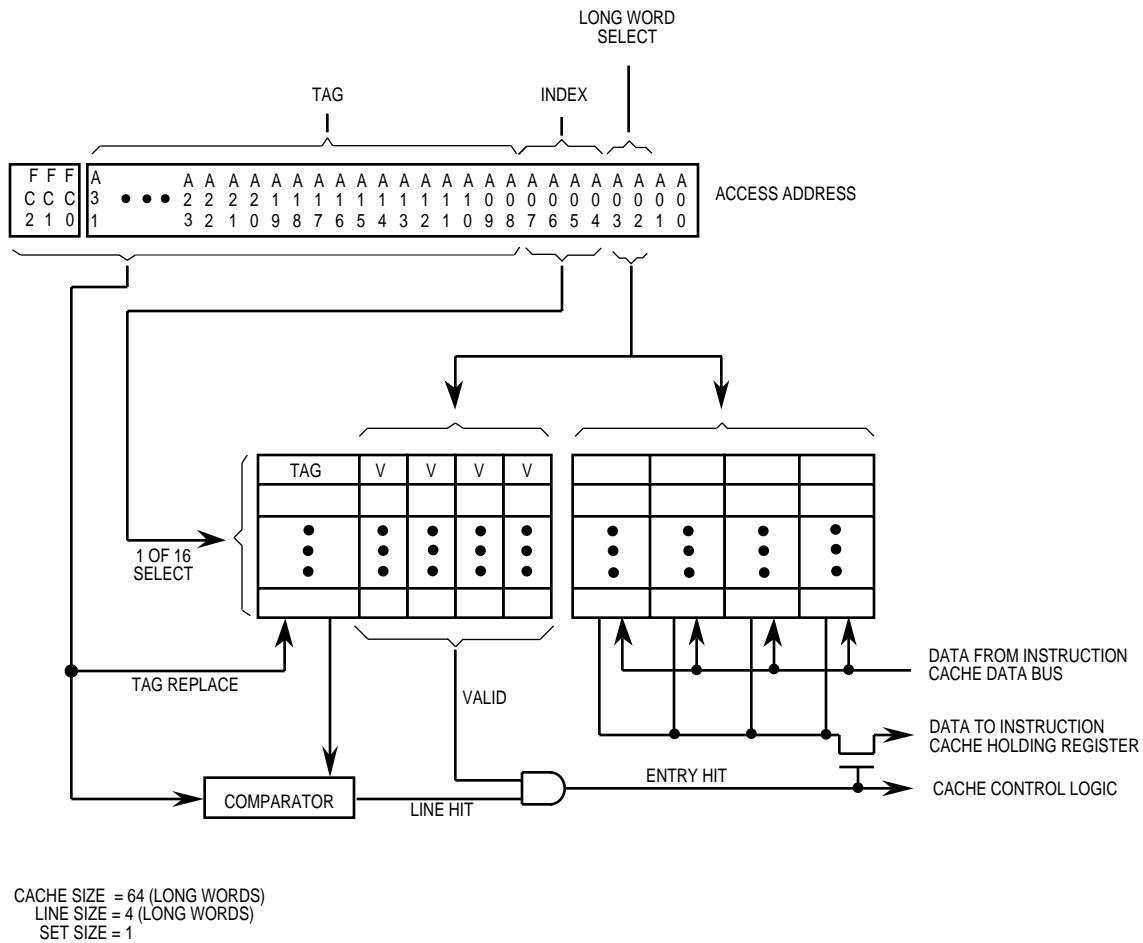 LONG WORD
SELECT
TAG
INDEX
F F F A A A A A A A A A A A A A A A A A A A A A A A A A
C C C 3 • • • 2 2 2 2 1 1 1 1 1 1 1 1 1 1 0 0 0 0 0 0 0 0 0 0
2 1 0 1 3 2 1 0 9 8 7 6 5 4 3 2 1 0 9 8 7 6 5 4 3 2 1 0
ACCESS ADDRESS
TAG V V V V
1 OF 16
SELECT
TAG REPLACE
VALID
DATA FROM INSTRUCTION
CACHE DATA BUS
DATA TO INSTRUCTION
CACHE HOLDING REGISTER
COMPARATOR
LINE HIT
ENTRY HIT
CACHE CONTROL LOGIC
CACHE SIZE = 64 (LONG WORDS)
LINE SIZE = 4 (LONG WORDS)
SET SIZE = 1